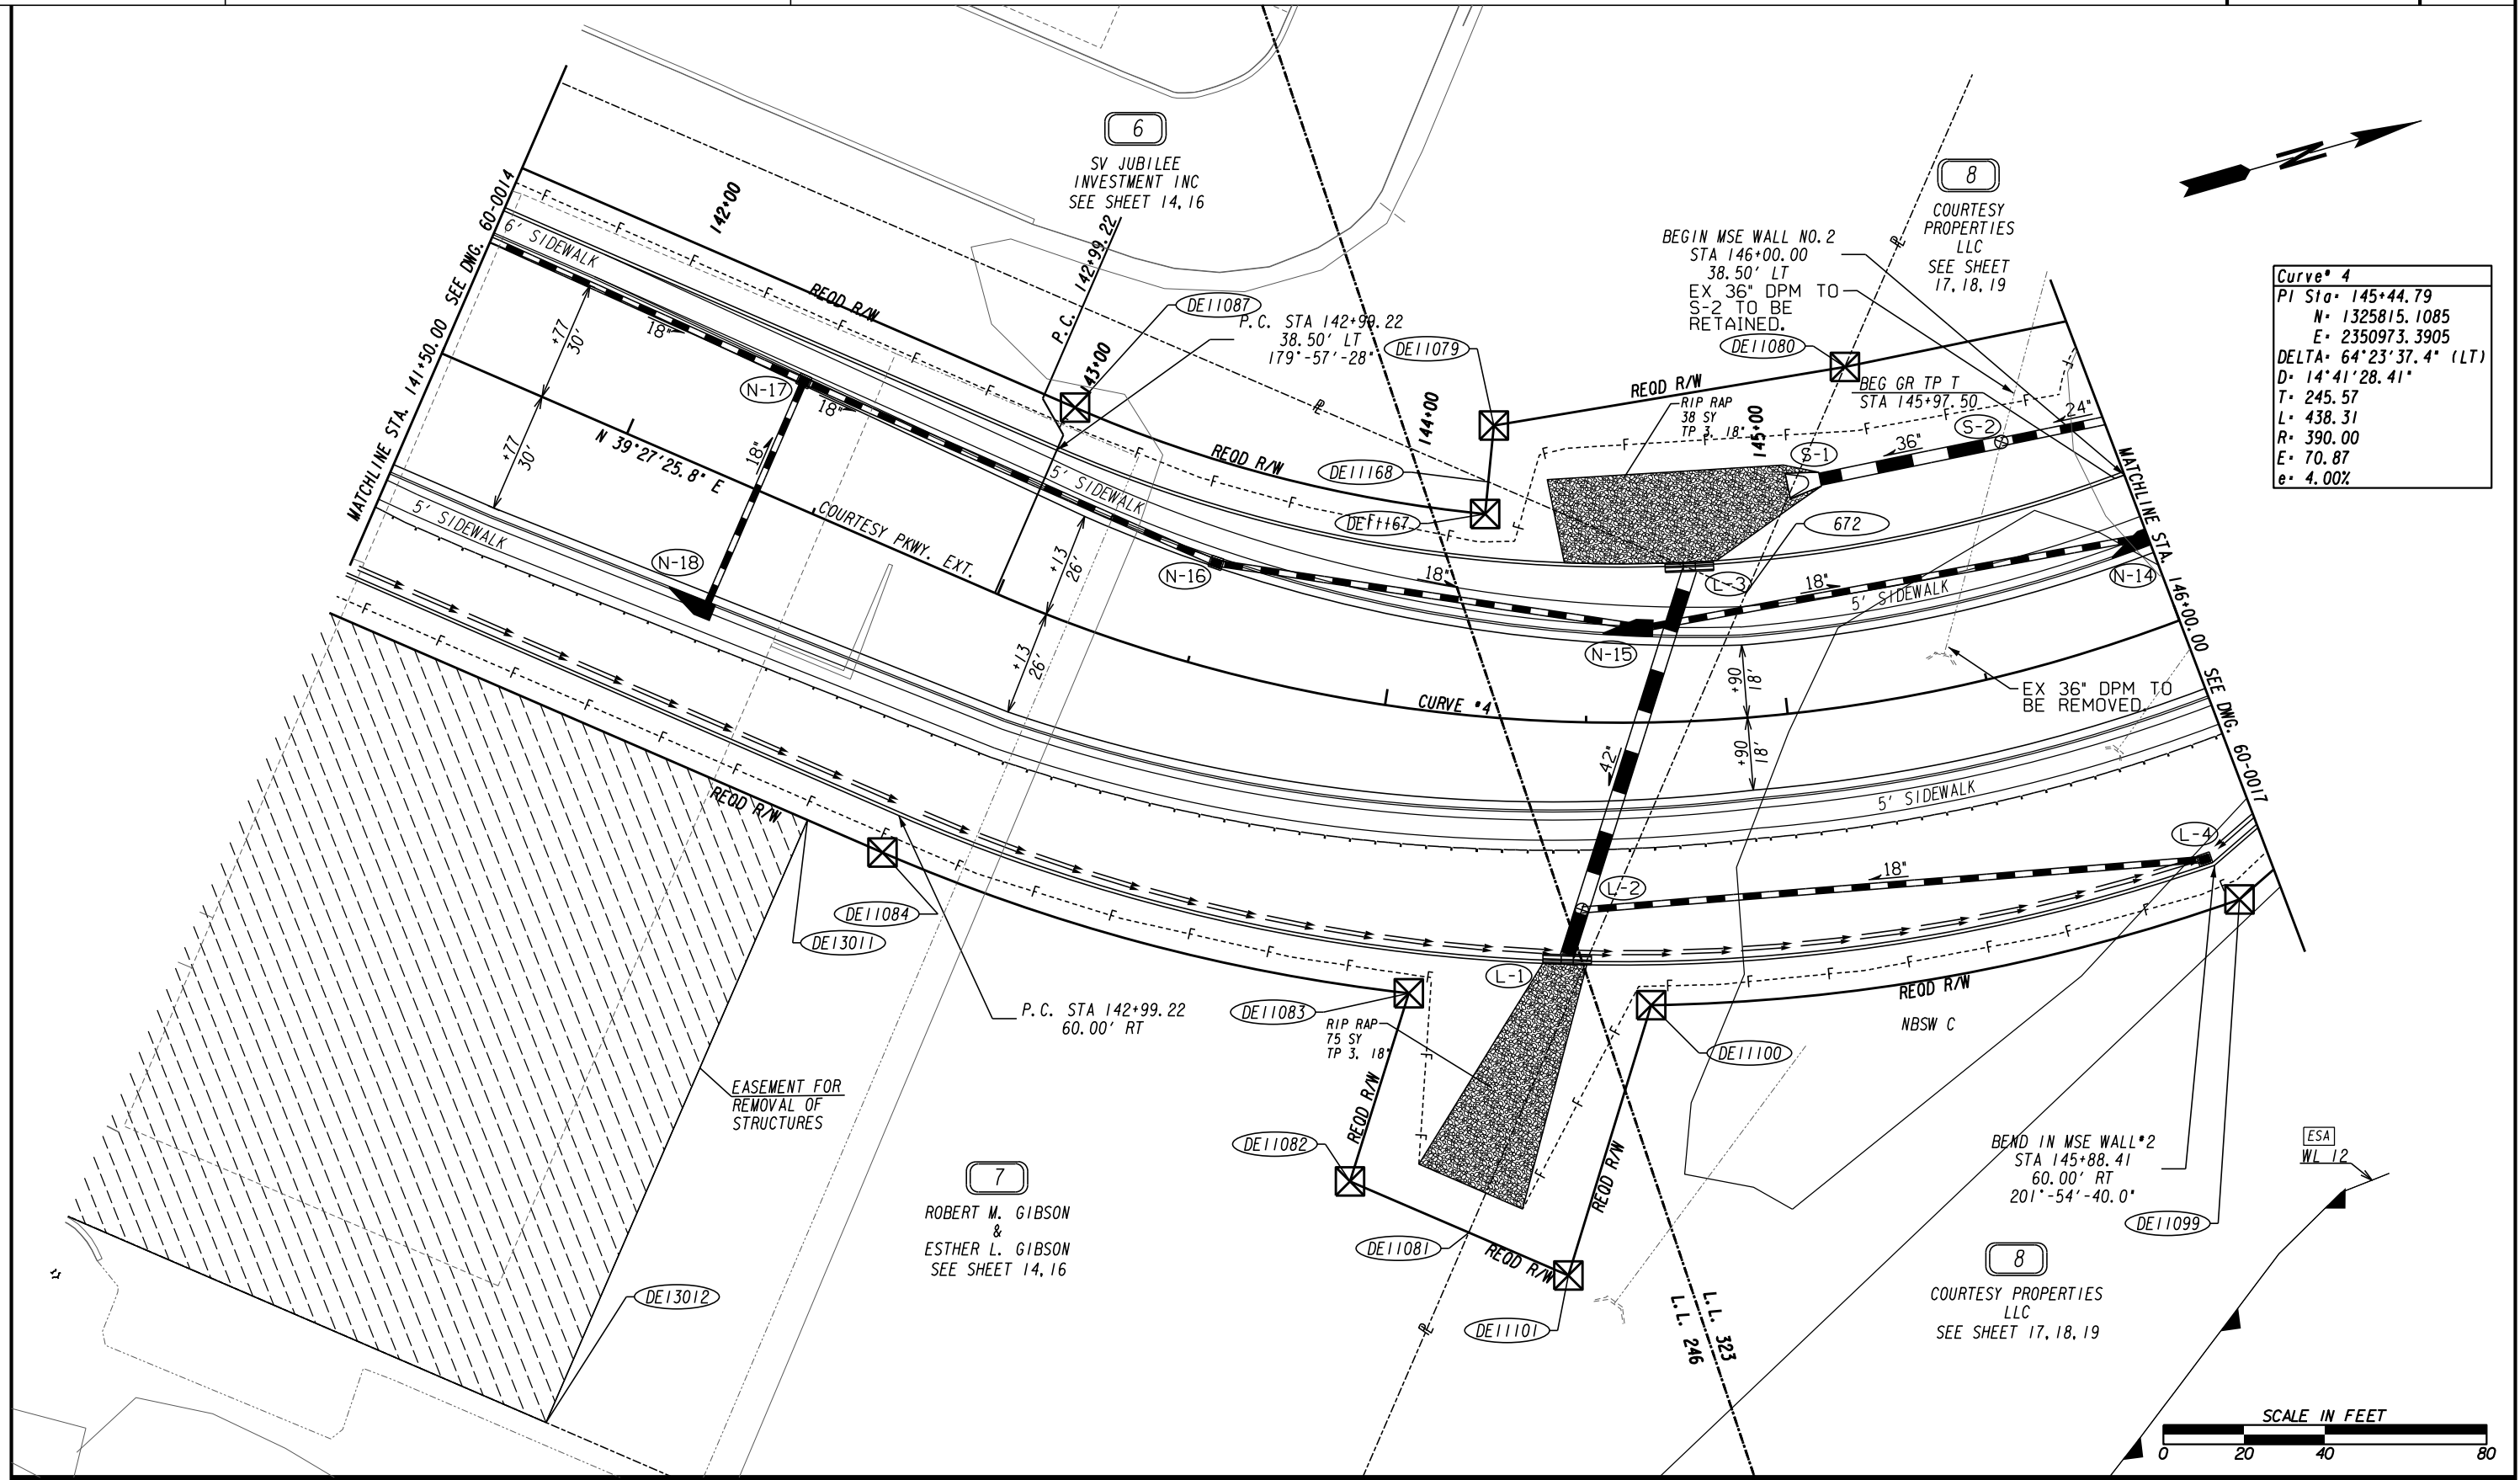 6
SV JUBILEE
INVESTMENT INC
SEE SHEET 14,16
8
COURTESY
PROPERTIES
LLC
SEE SHEET
17,18,19
N
MATCHLINE STA. 141+50.00 SEE DWG. 60-0014
142+00
P.C. 142+99.22
143+00
144+00
145+00
6' SIDEWALK
REQD R/W
18"
+77
30'
+77
30'
N-17
18"
18"
N-18
N 39°27'25.8" E
COURTESY PKWY. EXT.
5' SIDEWALK
DE11087
P.C. STA 142+99.22
38.50' LT
179°-57'-28"
DE11079
DE11168
DE11167
REQD R/W
5' SIDEWALK
N-16
+13
26'
+13
26'
BEGIN MSE WALL NO.2
STA 146+00.00
38.50' LT
EX 36" DPM TO
S-2 TO BE
RETAINED.
DE11080
REQD R/W
BEG GR TP T
STA 145+97.50
RIP RAP
38 SY
TP 3, 18"
S-1
36"
S-2
24"
672
L-3
18"
18"
5' SIDEWALK
N-14
N-15
MATCHLINE STA. 146+00.00 SEE DWG. 60-0017
Curve# 4
PI Sta= 145+44.79
N= 1325815.1085
E= 2350973.3905
DELTA= 64°23'37.4" (LT)
D= 14°41'28.41"
T= 245.57
L= 438.31
R= 390.00
E= 70.87
e= 4.00%
CURVE #4
+90
18'
+90
18'
EX 36" DPM TO
BE REMOVED.
42"
5' SIDEWALK
L-4
L-2
18"
L-1
REQD R/W
DE11084
DE13011
P.C. STA 142+99.22
60.00' RT
DE11083
RIP RAP
75 SY
TP 3, 18"
REQD R/W
NBSW C
DE11100
EASEMENT FOR
REMOVAL OF
STRUCTURES
REQD R/W
DE11082
REQD R/W
DE11081
REQD R/W
DE11101
7
ROBERT M. GIBSON
&
ESTHER L. GIBSON
SEE SHEET 14,16
DE13012
L.L. 323
L.L. 246
BEND IN MSE WALL#2
STA 145+88.41
60.00' RT
201°-54'-40.0"
DE11099
ESA
WL 12
8
COURTESY PROPERTIES
LLC
SEE SHEET 17,18,19
SCALE IN FEET
0 20 40 80